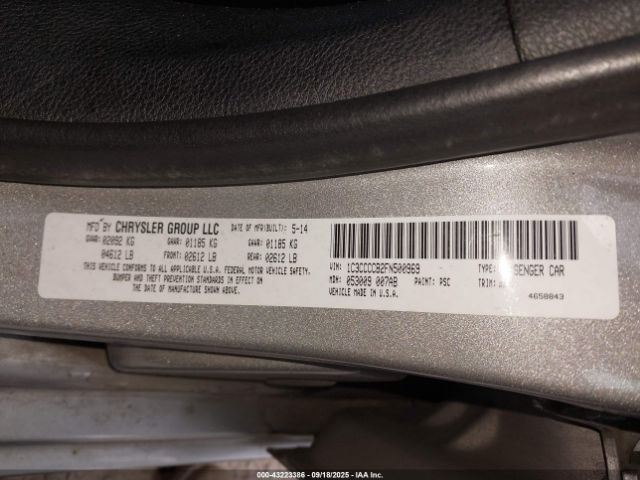 MFD BY CHRYSLER GROUP LLC DATE OF MFR(BUILT): 5-14
GVWR: 02092 KG GAWR: 01185 KG GAWR: 01185 KG
04612 LB FRONT: 02612 LB REAR: 02612 LB
THIS VEHICLE CONFORMS TO ALL APPLICABLE U.S.A. FEDERAL MOTOR VEHICLE SAFETY,
BUMPER AND THEFT PREVENTION STANDARDS IN EFFECT ON
THE DATE OF MANUFACTURE SHOWN ABOVE.
VIN: 1C3CCCCB2FN500969 TYPE: SENGER CAR
MDH: 053009 007AB PAINT: PSC TRIM:
VEHICLE MADE IN U.S.A. 4658843
000-43223386 - 09/18/2025 - IAA Inc.